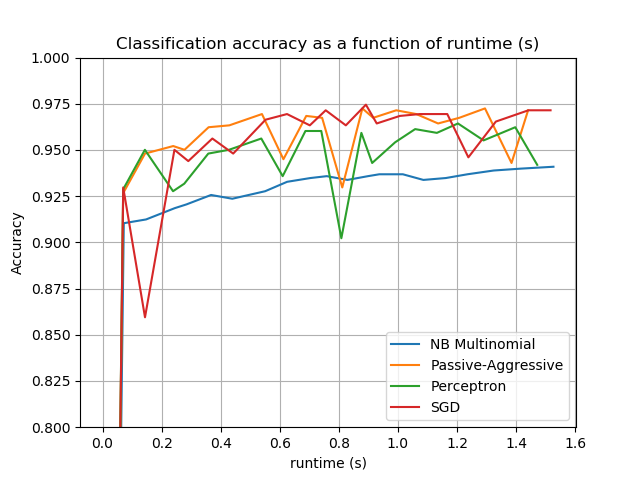 Classification accuracy as a function of runtime (s)
1.000
0.975
0.950
0.925
0.900
0.875
0.850
0.825
0.800
Accuracy
NB Multinomial
Passive-Aggressive
Perceptron
SGD
0.0 0.2 0.4 0.6 0.8 1.0 1.2 1.4 1.6
runtime (s)